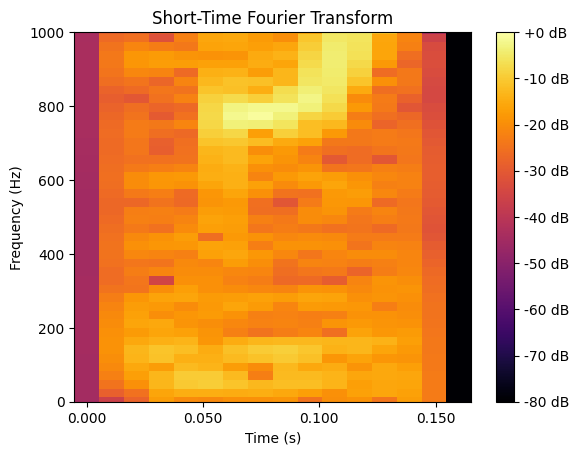 Short-Time Fourier Transform
1000
800
600
400
200
0
Frequency (Hz)
0.000
0.050
0.100
0.150
Time (s)
+0 dB
-10 dB
-20 dB
-30 dB
-40 dB
-50 dB
-60 dB
-70 dB
-80 dB